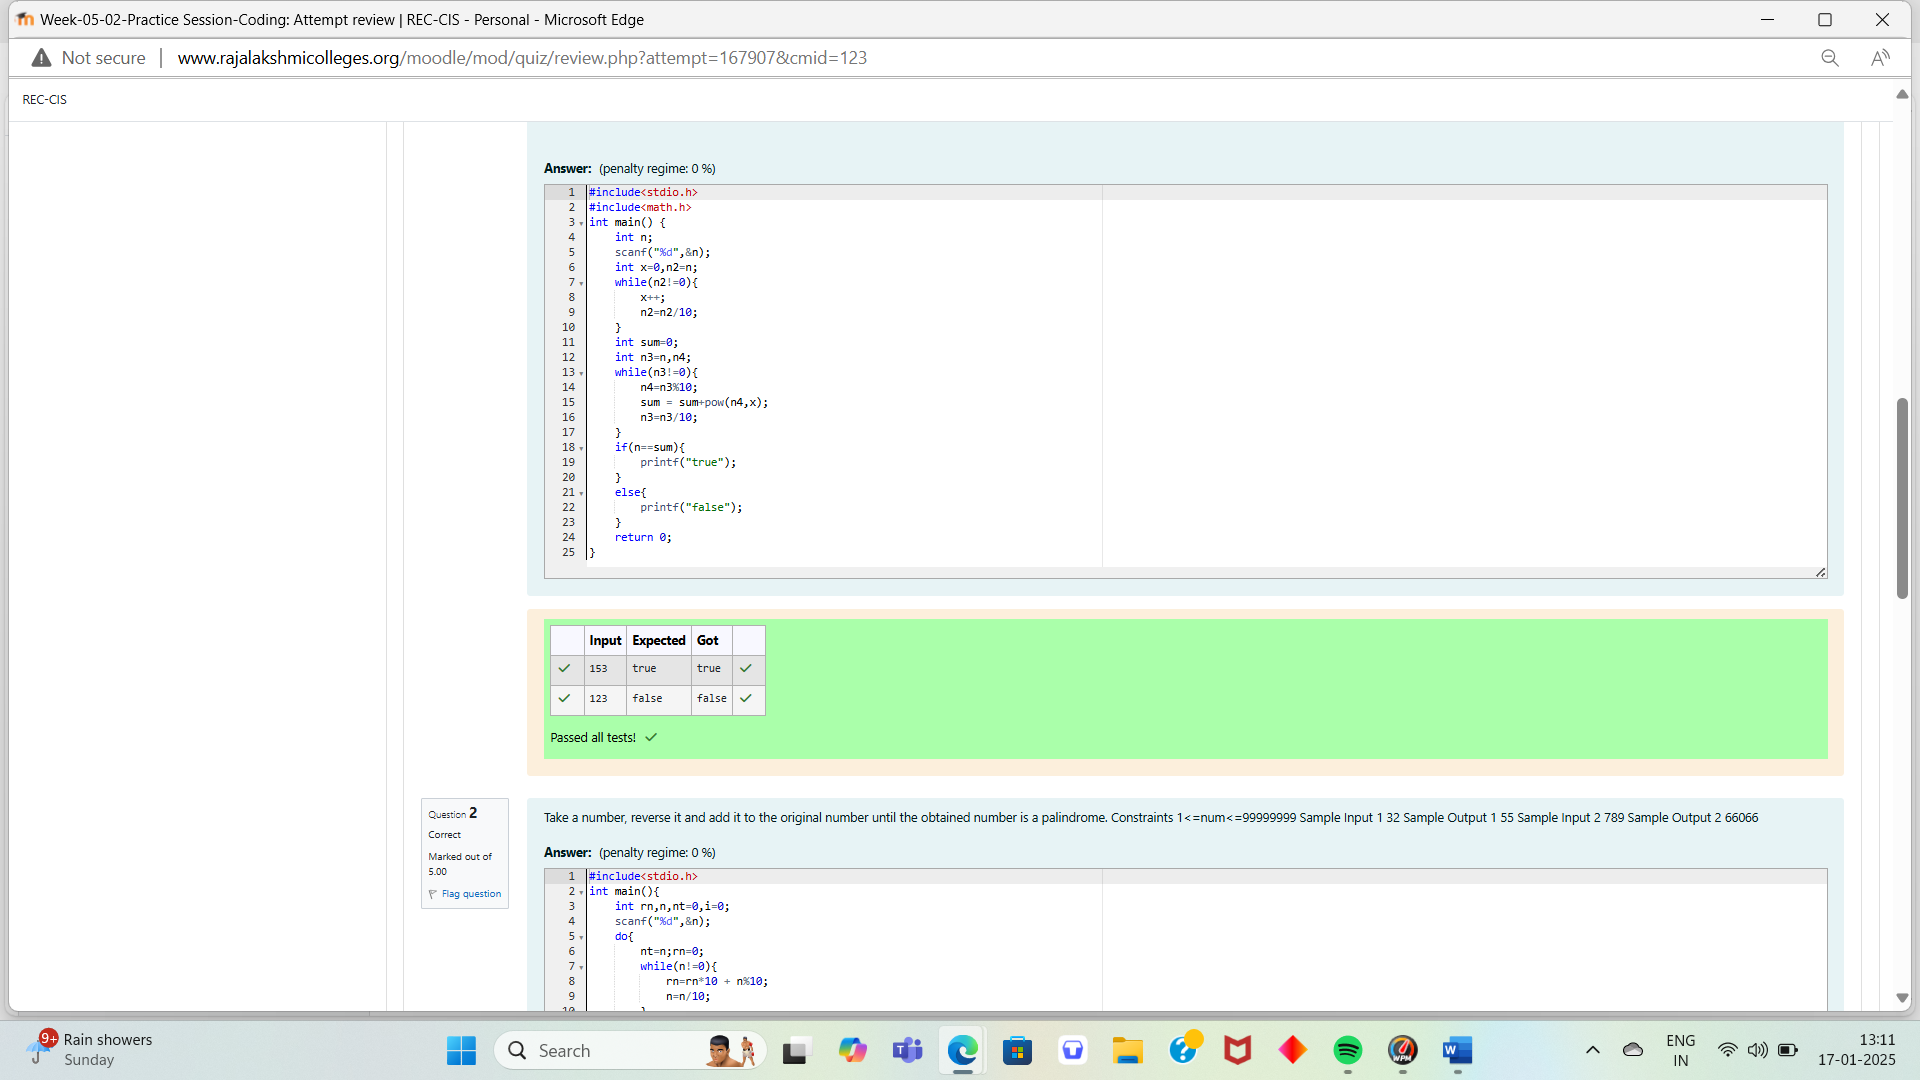 Week-05-02-Practice Session-Coding: Attempt review | REC-CIS - Personal - Microsoft Edge
Not secure | www.rajalakshmicolleges.org/moodle/mod/quiz/review.php?attempt=167907&cmid=123
REC-CIS
Answer: (penalty regime: 0 %)
1 #include<stdio.h>
2 #include<math.h>
3 int main() {
4 int n;
5 scanf("%d",&n);
6 int x=0,n2=n;
7 while(n2!=0){
8 x++;
9 n2=n2/10;
10 }
11 int sum=0;
12 int n3=n,n4;
13 while(n3!=0){
14 n4=n3%10;
15 sum = sum+pow(n4,x);
16 n3=n3/10;
17 }
18 if(n==sum){
19 printf("true");
20 }
21 else{
22 printf("false");
23 }
24 return 0;
25 }
Input Expected Got
153 true true
123 false false
Passed all tests!
Question 2
Correct
Marked out of
5.00
Flag question
Take a number, reverse it and add it to the original number until the obtained number is a palindrome. Constraints 1<=num<=99999999 Sample Input 1 32 Sample Output 1 55 Sample Input 2 789 Sample Output 2 66066
Answer: (penalty regime: 0 %)
1 #include<stdio.h>
2 int main(){
3 int rn,n,nt=0,i=0;
4 scanf("%d",&n);
5 do{
6 nt=n;rn=0;
7 while(n!=0){
8 rn=rn*10 + n%10;
9 n=n/10;
10 }
9+ Rain showers
Sunday
Search
WPM
W
ENG
IN
13:11
17-01-2025